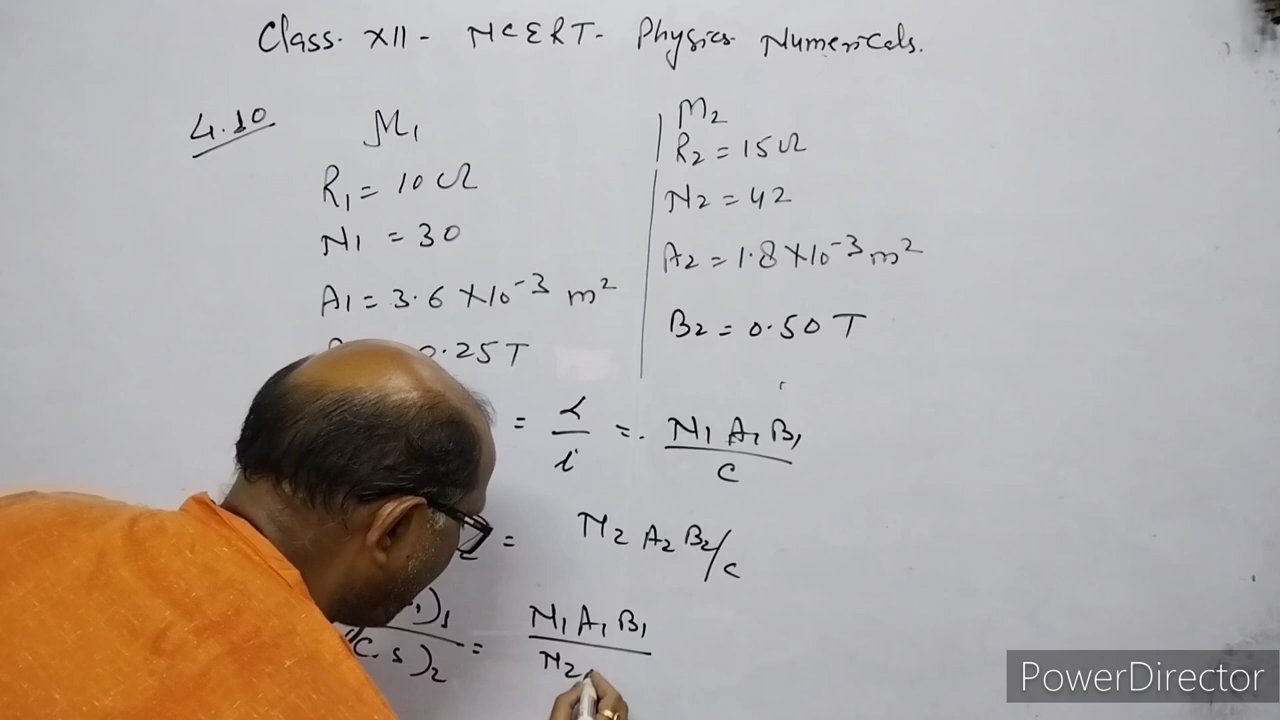 Class. XII - NCERT- Physics Numericals.
4.10
M1
R1 = 10 Ω
N1 = 30
A1 = 3.6 X10-3 m2
0.25 T
M2
R2 = 15 Ω
N2 = 42
A2 = 1.8 X10-3 m2
B2 = 0.50 T
= α/i = N1 A1 B1 / C
= N2 A2 B2/C
(C.S)2 = N1 A1 B1 / N2
PowerDirector